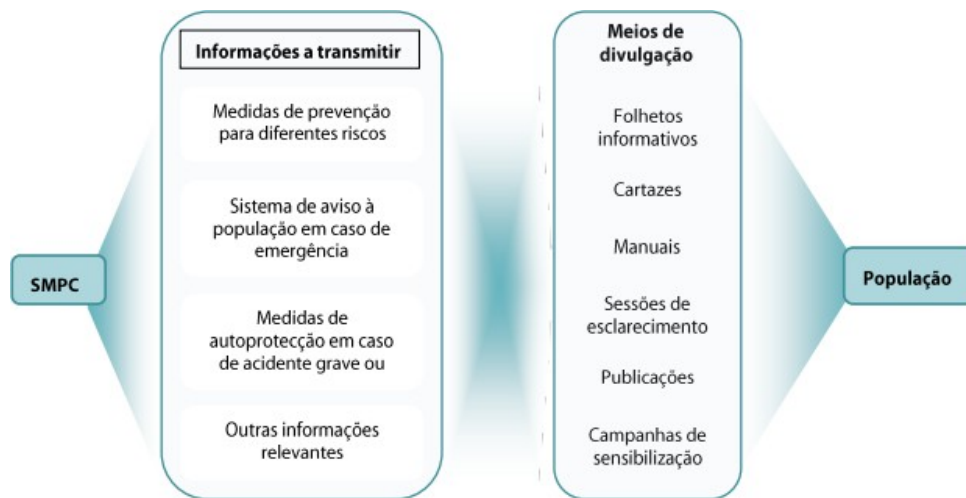 SMPC
Informações a transmitir
Medidas de prevenção
para diferentes riscos
Sistema de aviso à
população em caso de
emergência
Medidas de
autoprotecção em caso
de acidente grave ou
Outras informações
relevantes
Meios de
divulgação
Folhetos
informativos
Cartazes
Manuais
Sessões de
esclarecimento
Publicações
Campanhas de
sensibilização
População